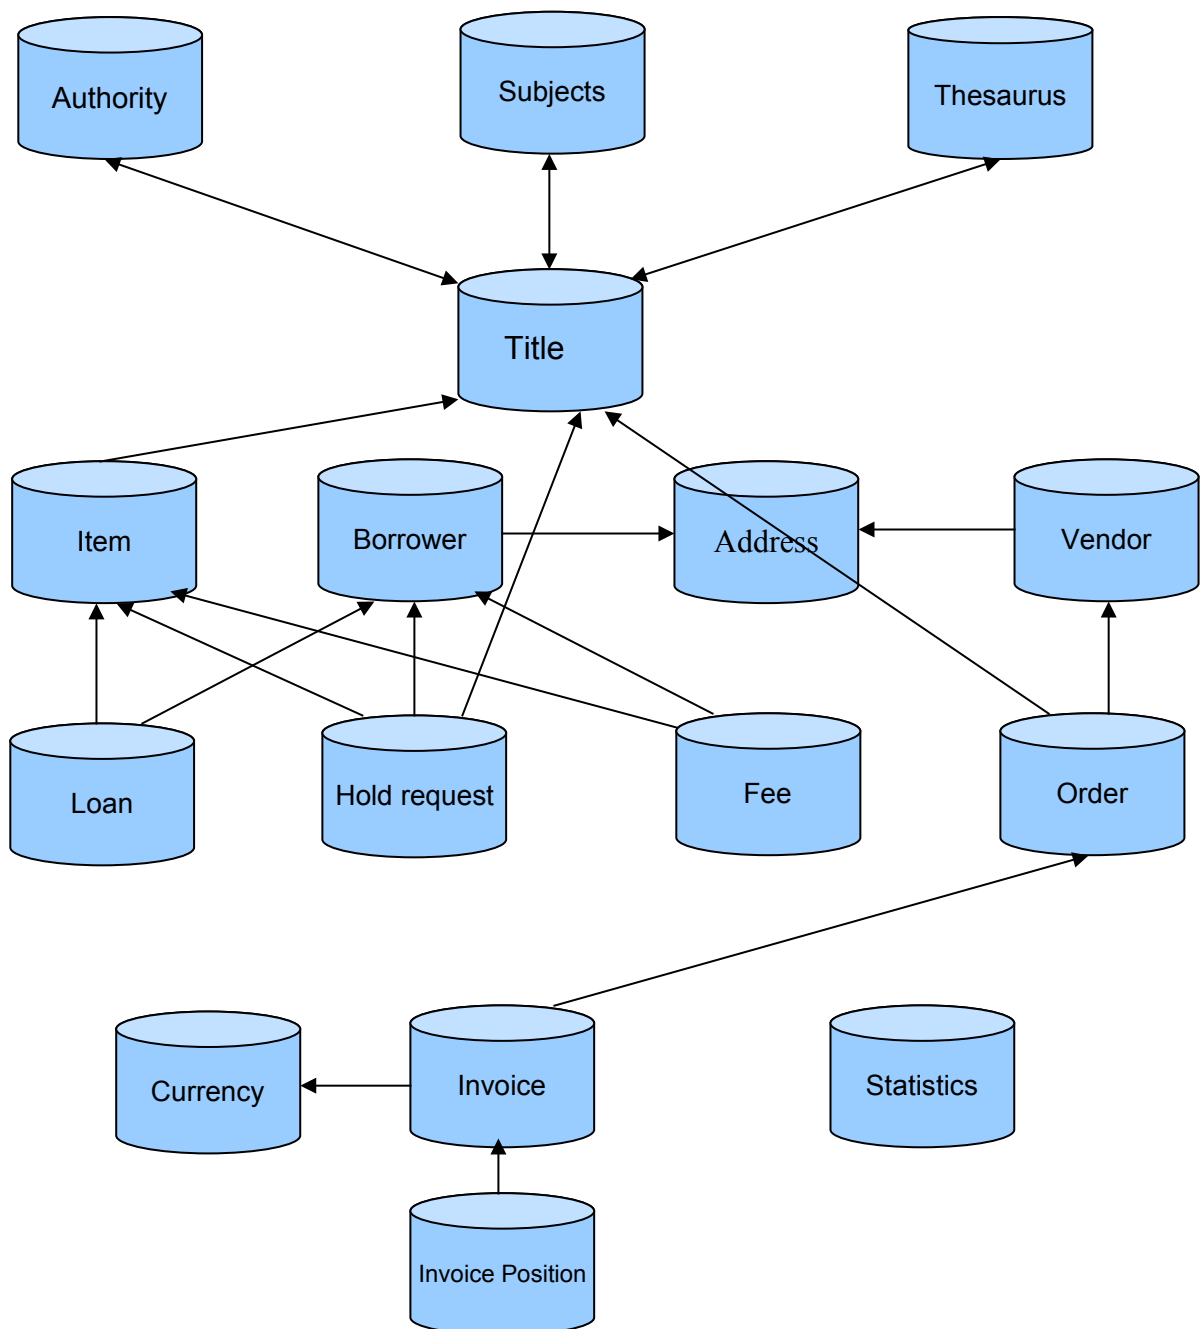 Authority
Subjects
Thesaurus
Title
Item
Borrower
Address
Vendor
Loan
Hold request
Fee
Order
Currency
Invoice
Statistics
Invoice Position